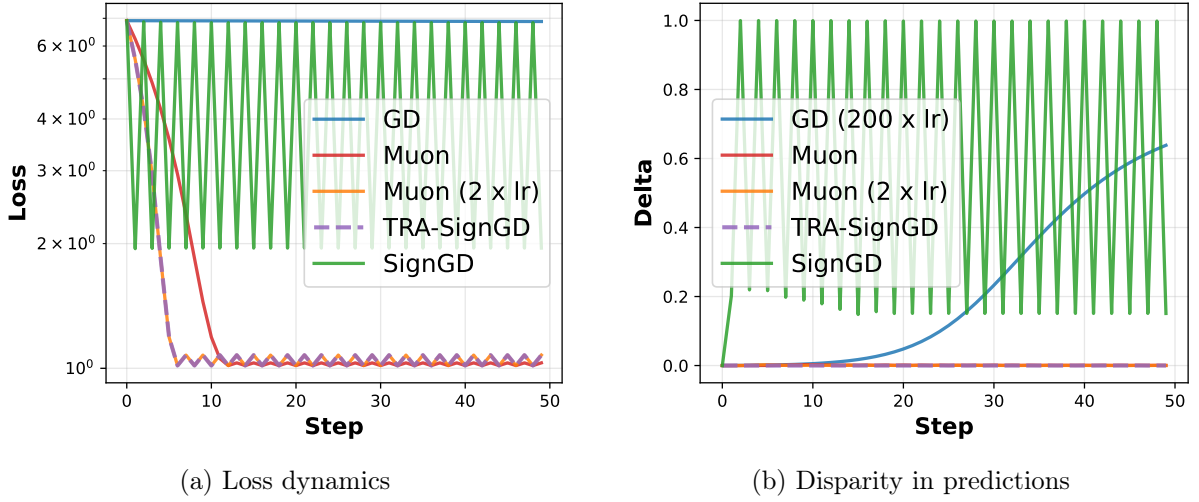 6 × 10⁰
4 × 10⁰
3 × 10⁰
2 × 10⁰
10⁰
Loss
0 10 20 30 40 50
Step
GD
Muon
Muon (2 x lr)
TRA-SignGD
SignGD
(a) Loss dynamics
1.0
0.8
0.6
0.4
0.2
0.0
Delta
0 10 20 30 40 50
Step
GD (200 x lr)
Muon
Muon (2 x lr)
TRA-SignGD
SignGD
(b) Disparity in predictions